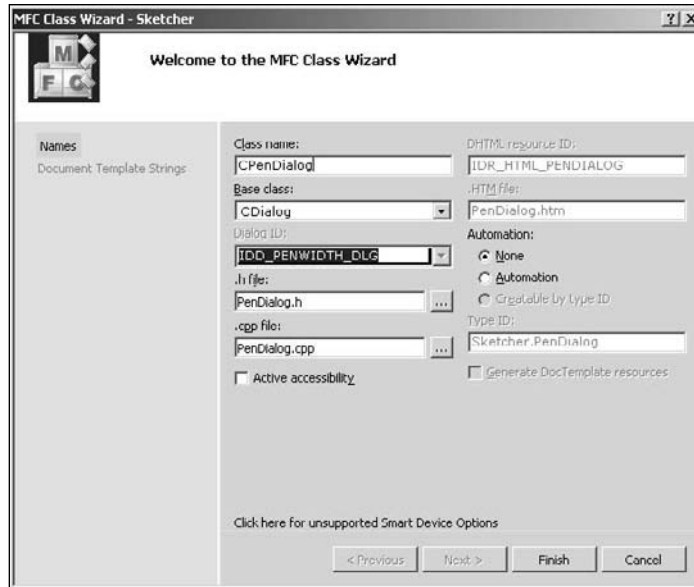 MFC Class Wizard - Sketcher
M
F C
Welcome to the MFC Class Wizard
Names
Document Template Strings
Class name:
CPenDialog
Base class:
CDialog
Dialog ID:
IDD_PENWIDTH_DLG
.h file:
PenDialog.h
...
.cpp file:
PenDialog.cpp
...
Active accessibility
DHTML resource ID:
IDR_HTML_PENDIALOG
.HTM file:
PenDialog.htm
Automation:
None
Automation
Creatable by type ID
Type ID:
Sketcher.PenDialog
Generate DocTemplate resources
Click here for unsupported Smart Device Options
< Previous
Next >
Finish
Cancel